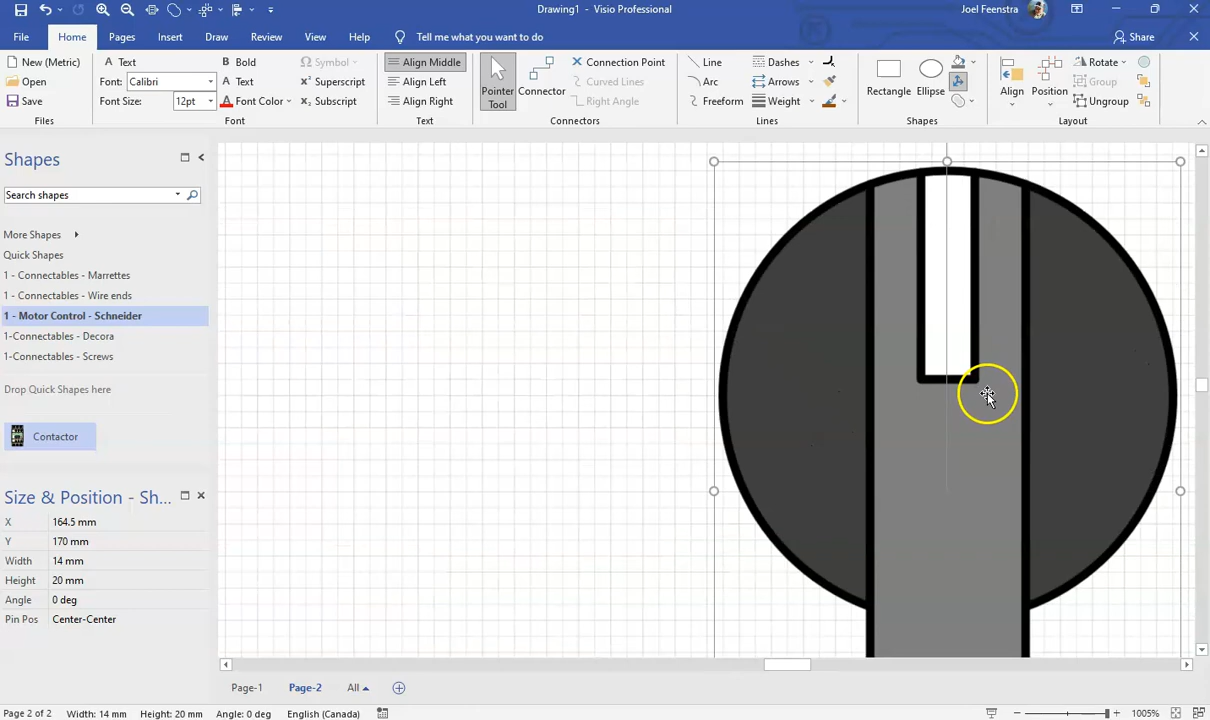 Drawing1 - Visio Professional
Joel Feenstra
File Home Pages Insert Draw Review View Help Tell me what you want to do Share
New (Metric) Text Bold Symbol Align Middle Connection Point Line Dashes Rotate
Open Font: Calibri Text Italic Superscript Align Left Curved Lines Arc Arrows Group
Save Font Size: 12pt Font Color Underline Subscript Align Right Pointer Tool Connector Right Angle Freeform Weight Rectangle Ellipse Align Position Ungroup
Files Font Text Connectors Lines Shapes Layout
Shapes
Search shapes
More Shapes
Quick Shapes
1 - Connectables - Marrettes
1 - Connectables - Wire ends
1 - Motor Control - Schneider
1-Connectables - Decora
1-Connectables - Screws
Drop Quick Shapes here
Contactor
Size & Position - Sh...
X 164.5 mm
Y 170 mm
Width 14 mm
Height 20 mm
Angle 0 deg
Pin Pos Center-Center
Page-1 Page-2 All
Page 2 of 2 Width: 14 mm Height: 20 mm Angle: 0 deg English (Canada) 1005%